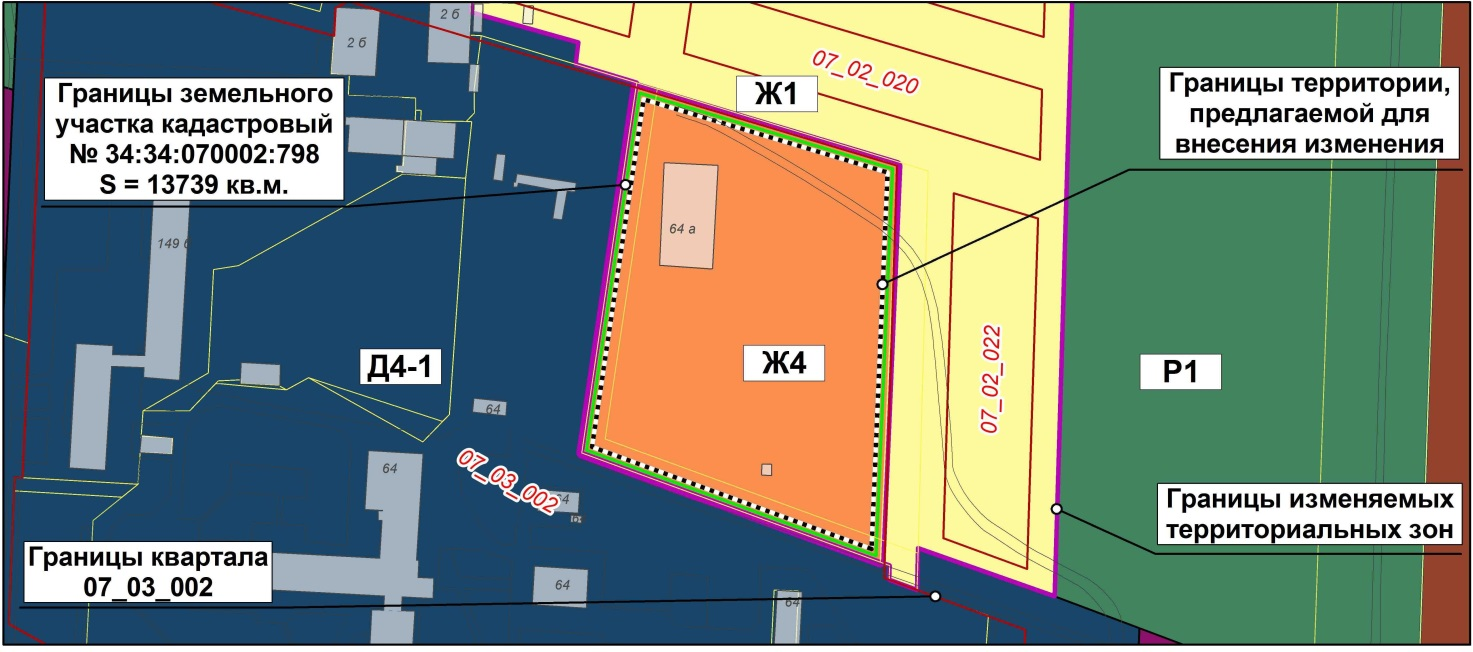 2 б
2 б
07_02_020
Ж1
Границы земельного
участка кадастровый
№ 34:34:070002:798
S = 13739 кв.м.
Границы территории,
предлагаемой для
внесения изменения
149 б
64 а
Д4-1
Ж4
07_02_022
Р1
64
64
07_03_002
64
Границы изменяемых
территориальных зон
Границы квартала
07_03_002
64
64